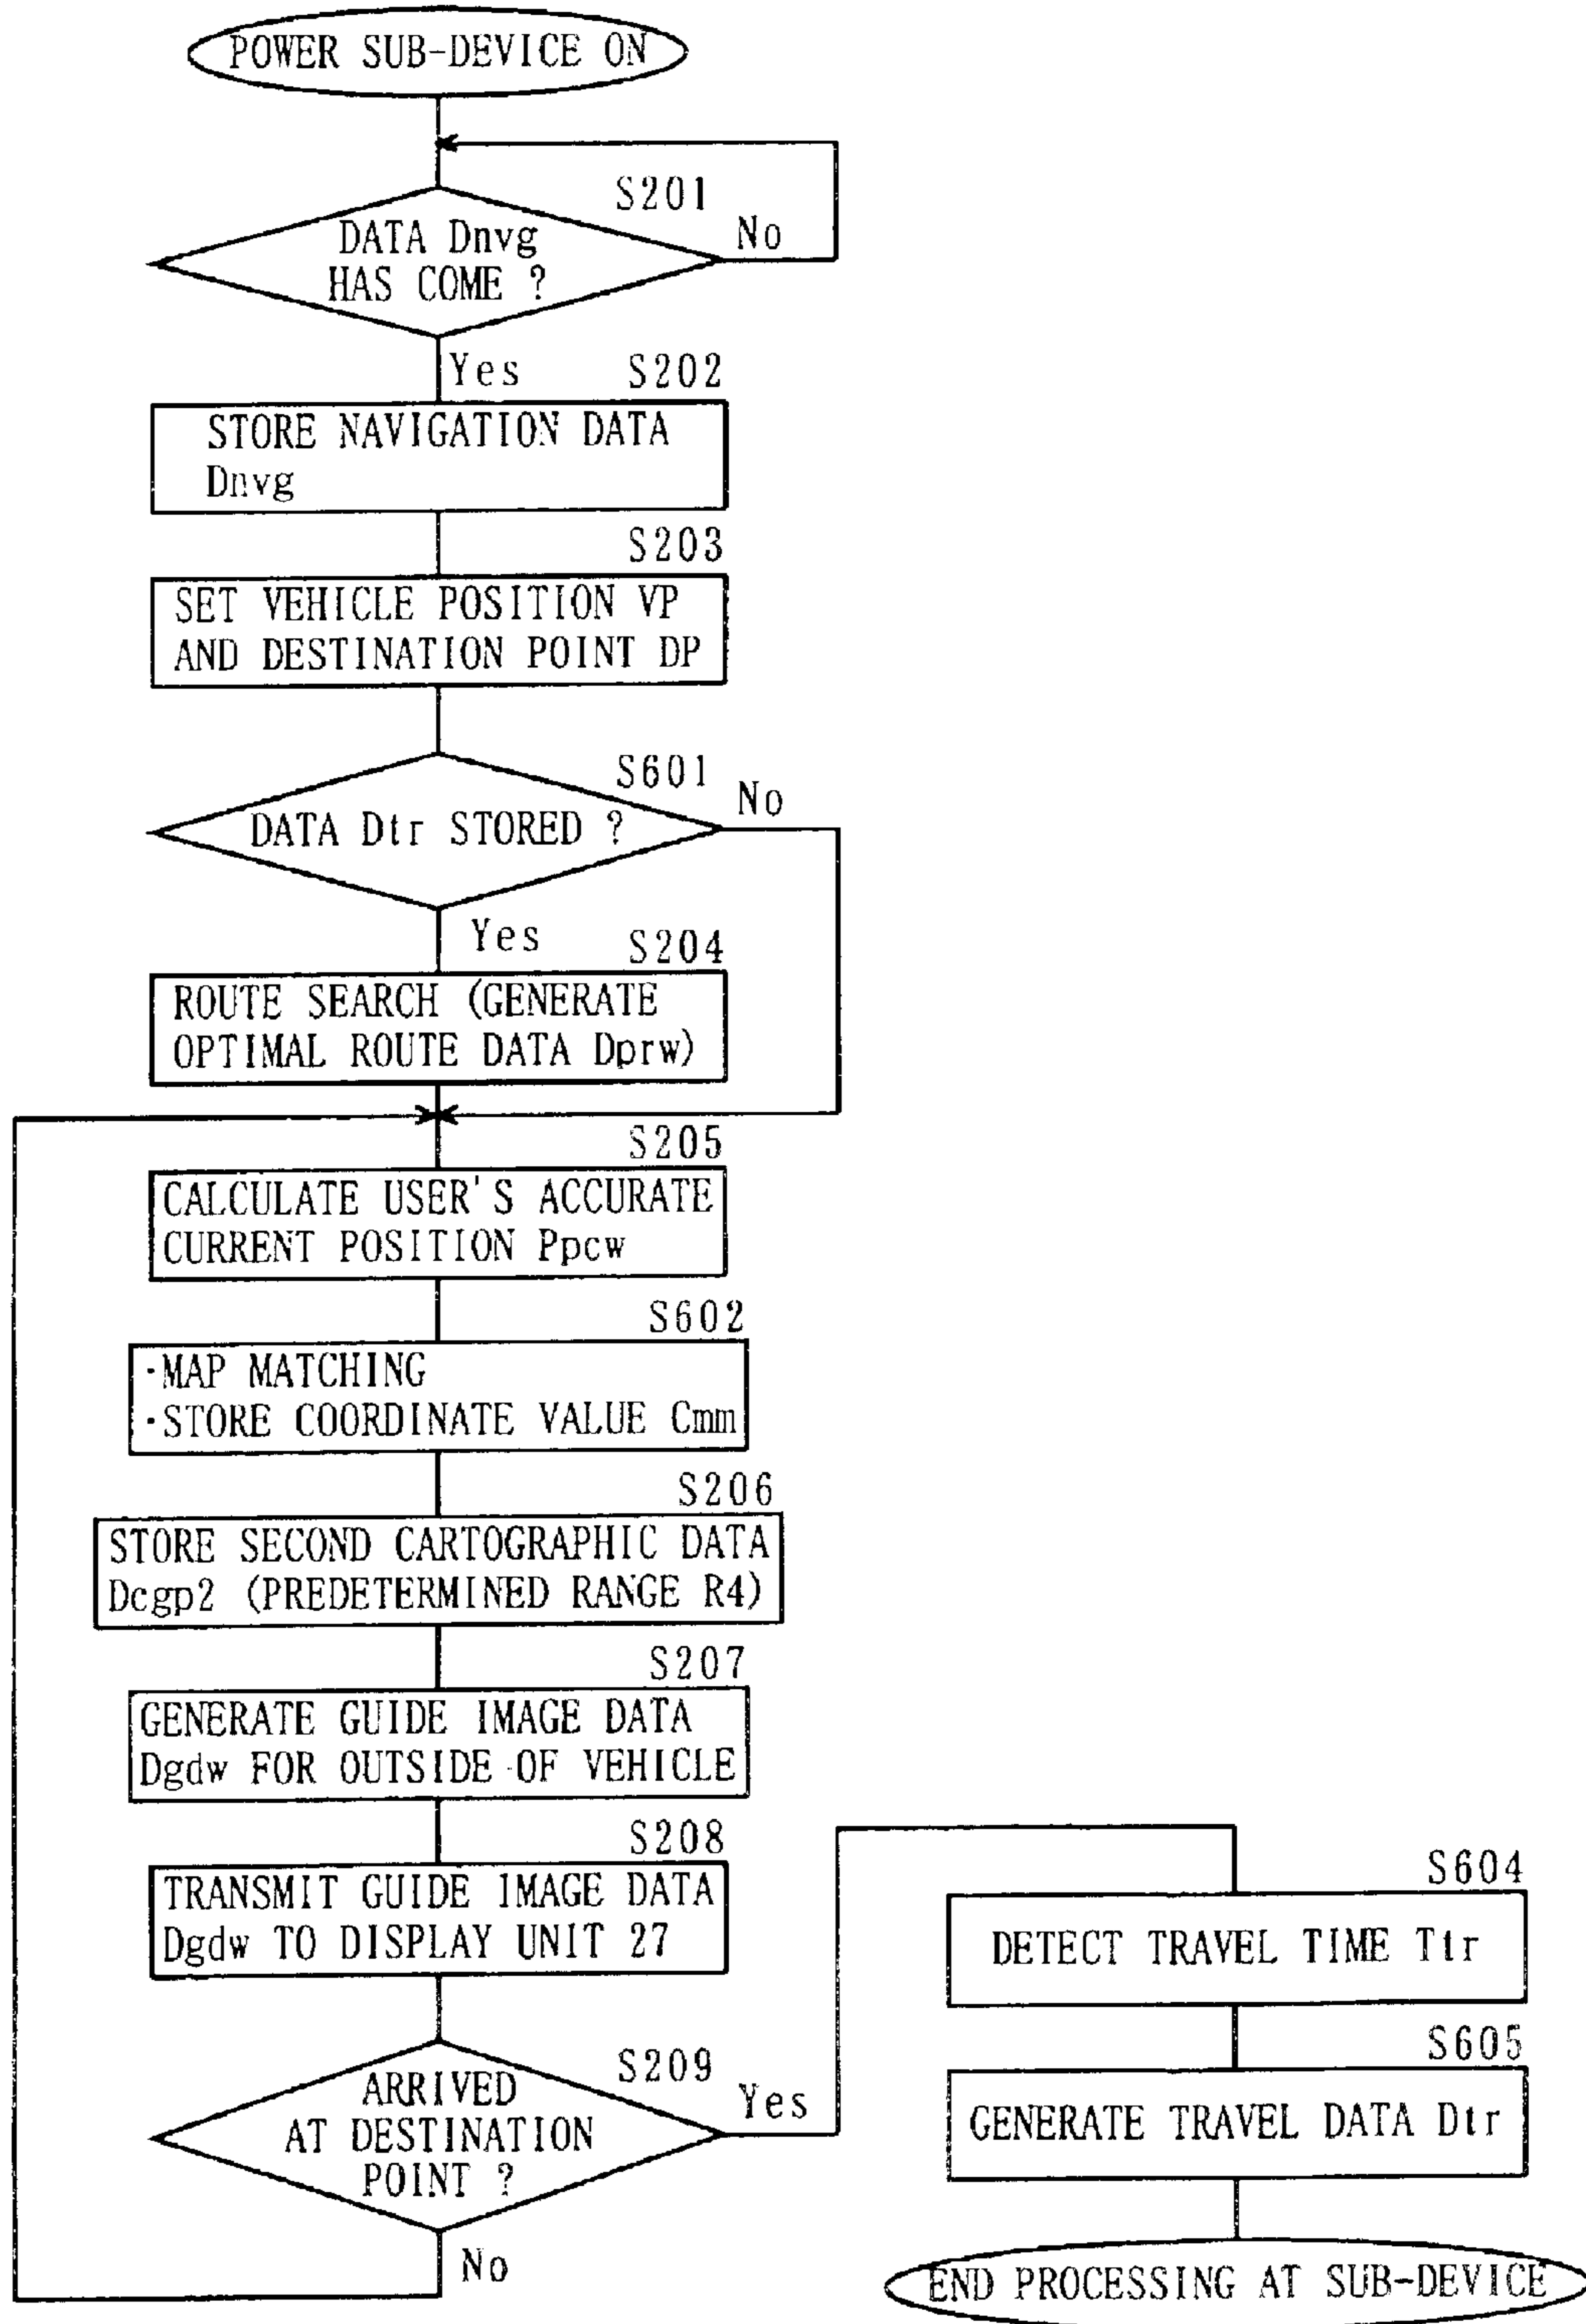 POWER SUB-DEVICE ON
S201
DATA Dnvg
HAS COME ?
No
Yes
S202
STORE NAVIGATION DATA
Dnvg
S203
SET VEHICLE POSITION VP
AND DESTINATION POINT DP
S601
DATA Dtr STORED ?
No
Yes
S204
ROUTE SEARCH (GENERATE
OPTIMAL ROUTE DATA Dprw)
S205
CALCULATE USER'S ACCURATE
CURRENT POSITION Ppcw
S602
·MAP MATCHING
·STORE COORDINATE VALUE Cmm
S206
STORE SECOND CARTOGRAPHIC DATA
Dcgp2 (PREDETERMINED RANGE R4)
S207
GENERATE GUIDE IMAGE DATA
Dgdw FOR OUTSIDE OF VEHICLE
S208
TRANSMIT GUIDE IMAGE DATA
Dgdw TO DISPLAY UNIT 27
S209
ARRIVED
AT DESTINATION
POINT ?
Yes
No
S604
DETECT TRAVEL TIME Ttr
S605
GENERATE TRAVEL DATA Dtr
END PROCESSING AT SUB-DEVICE